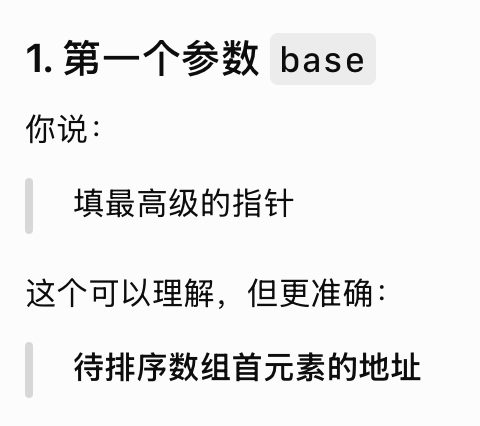 1. 第一个参数 base
你说：
填最高级的指针
这个可以理解，但更准确：
待排序数组首元素的地址